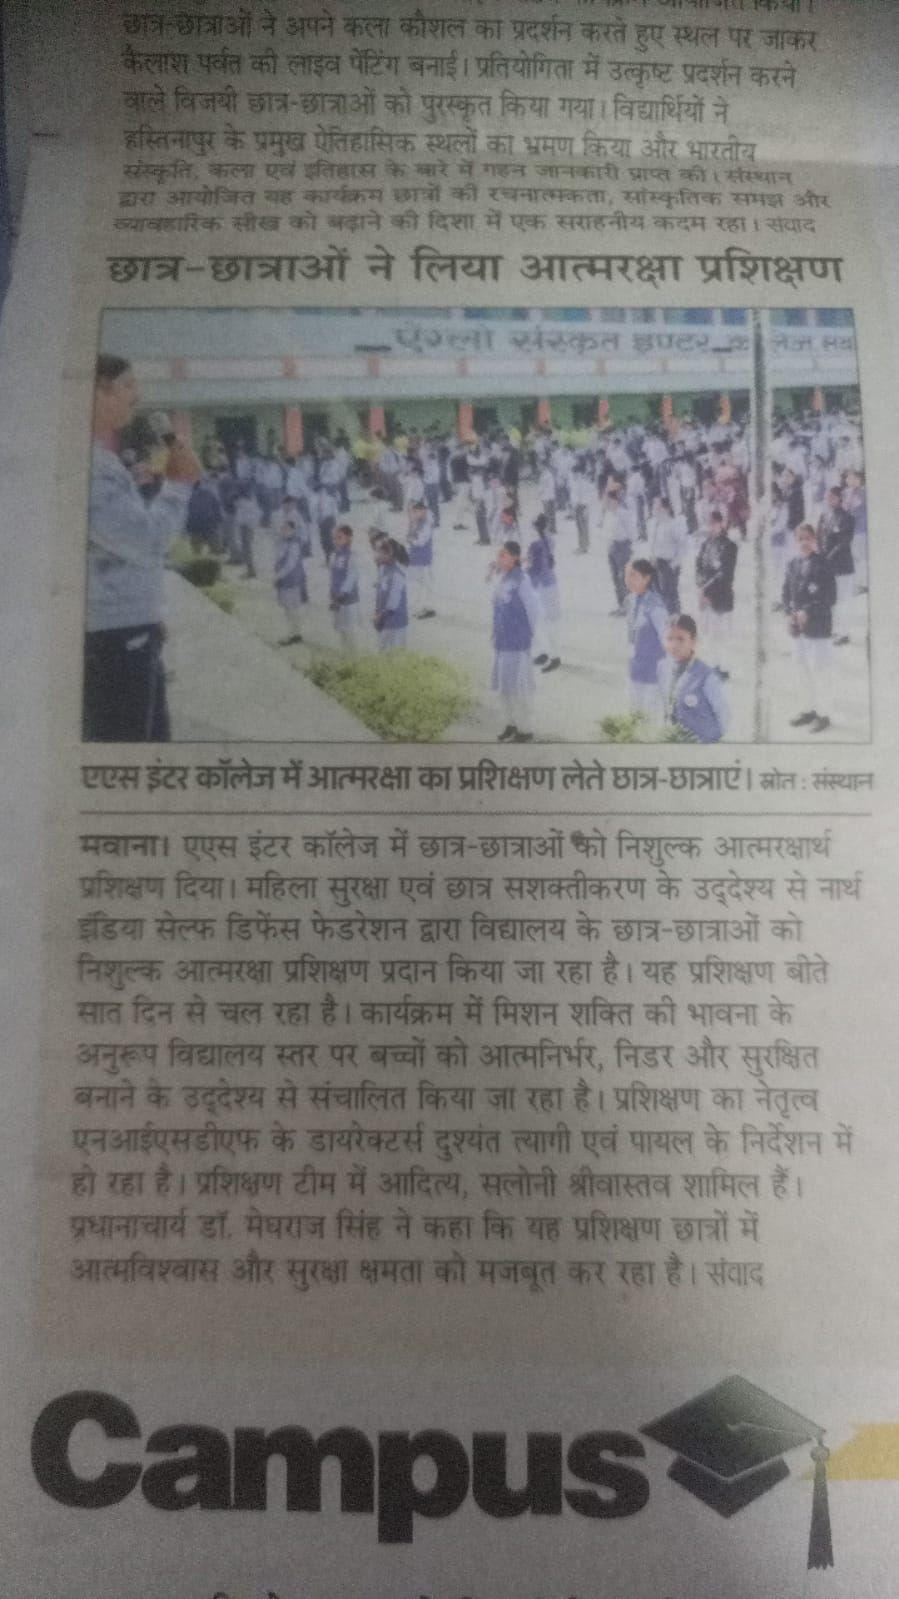 छात्र-छात्राओं ने अपने कला कौशल का प्रदर्शन करते हुए स्थल पर जाकर
कैलाश पर्वत की लाइव पेंटिंग बनाई। प्रतियोगिता में उत्कृष्ट प्रदर्शन करने
वाले विजयी छात्र-छात्राओं को पुरस्कृत किया गया। विद्यार्थियों ने
हस्तिनापुर के प्रमुख ऐतिहासिक स्थलों का भ्रमण किया और भारतीय
संस्कृति, कला एवं इतिहास के बारे में गहन जानकारी प्राप्त की। संस्थान
द्वारा आयोजित यह कार्यक्रम छात्रों की रचनात्मकता, सांस्कृतिक समझ और
व्यावहारिक सीख को बढ़ाने की दिशा में एक सराहनीय कदम रहा। संवाद
छात्र-छात्राओं ने लिया आत्मरक्षा प्रशिक्षण
एंग्लो संस्कृत इण्टर कालेज मवा
एएस इंटर कॉलेज में आत्मरक्षा का प्रशिक्षण लेते छात्र-छात्राएं। स्रोत : संस्थान
मवाना। एएस इंटर कॉलेज में छात्र-छात्राओं को निशुल्क आत्मरक्षार्थ
प्रशिक्षण दिया। महिला सुरक्षा एवं छात्र सशक्तीकरण के उद्देश्य से नार्थ
इंडिया सेल्फ डिफेंस फेडरेशन द्वारा विद्यालय के छात्र-छात्राओं को
निशुल्क आत्मरक्षा प्रशिक्षण प्रदान किया जा रहा है। यह प्रशिक्षण बीते
सात दिन से चल रहा है। कार्यक्रम में मिशन शक्ति की भावना के
अनुरूप विद्यालय स्तर पर बच्चों को आत्मनिर्भर, निडर और सुरक्षित
बनाने के उद्देश्य से संचालित किया जा रहा है। प्रशिक्षण का नेतृत्व
एनआईएसडीएफ के डायरेक्टर्स दुश्यंत त्यागी एवं पायल के निर्देशन में
हो रहा है। प्रशिक्षण टीम में आदित्य, सलोनी श्रीवास्तव शामिल हैं।
प्रधानाचार्य डॉ. मेघराज सिंह ने कहा कि यह प्रशिक्षण छात्रों में
आत्मविश्वास और सुरक्षा क्षमता को मजबूत कर रहा है। संवाद
Campus